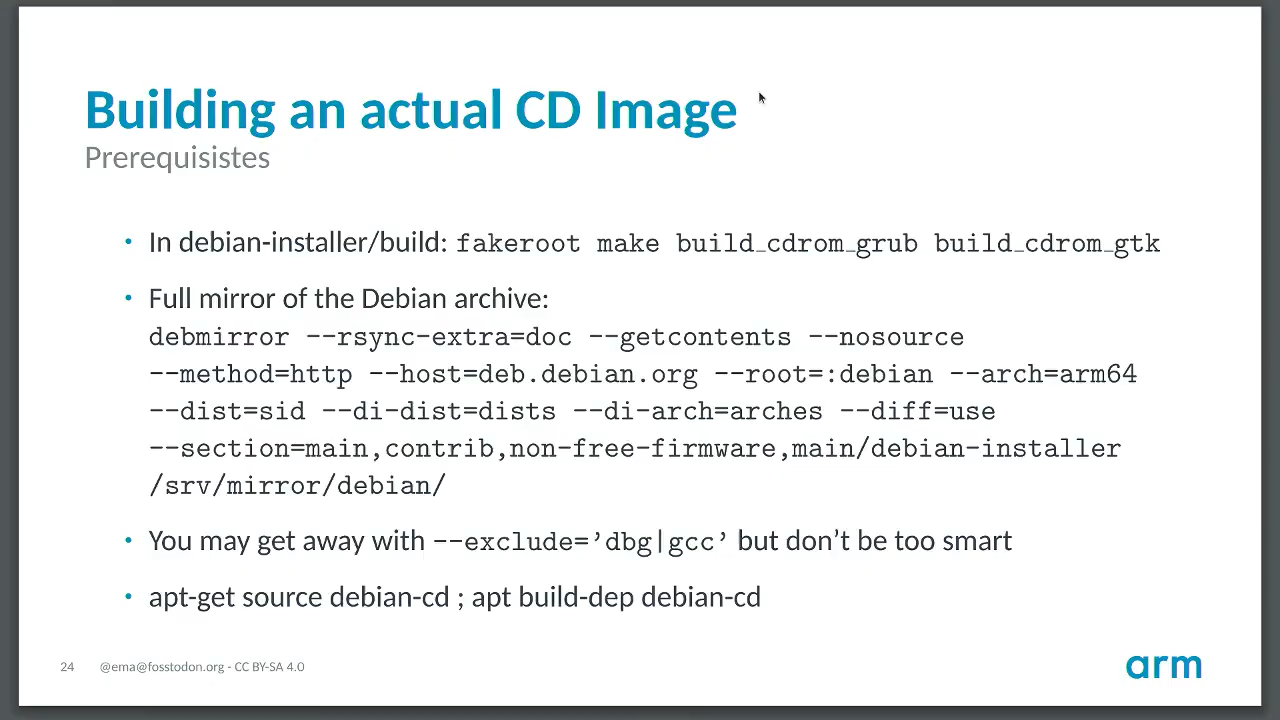 Building an actual CD Image
Prerequisistes
• In debian-installer/build: fakeroot make build_cdrom_grub build_cdrom_gtk
• Full mirror of the Debian archive:
debmirror --rsync-extra=doc --getcontents --nosource
--method=http --host=deb.debian.org --root=:debian --arch=arm64
--dist=sid --di-dist=dists --di-arch=arches --diff=use
--section=main,contrib,non-free-firmware,main/debian-installer
/srv/mirror/debian/
• You may get away with --exclude=’dbg|gcc’ but don’t be too smart
• apt-get source debian-cd ; apt build-dep debian-cd
24 @ema@fosstodon.org - CC BY-SA 4.0
arm